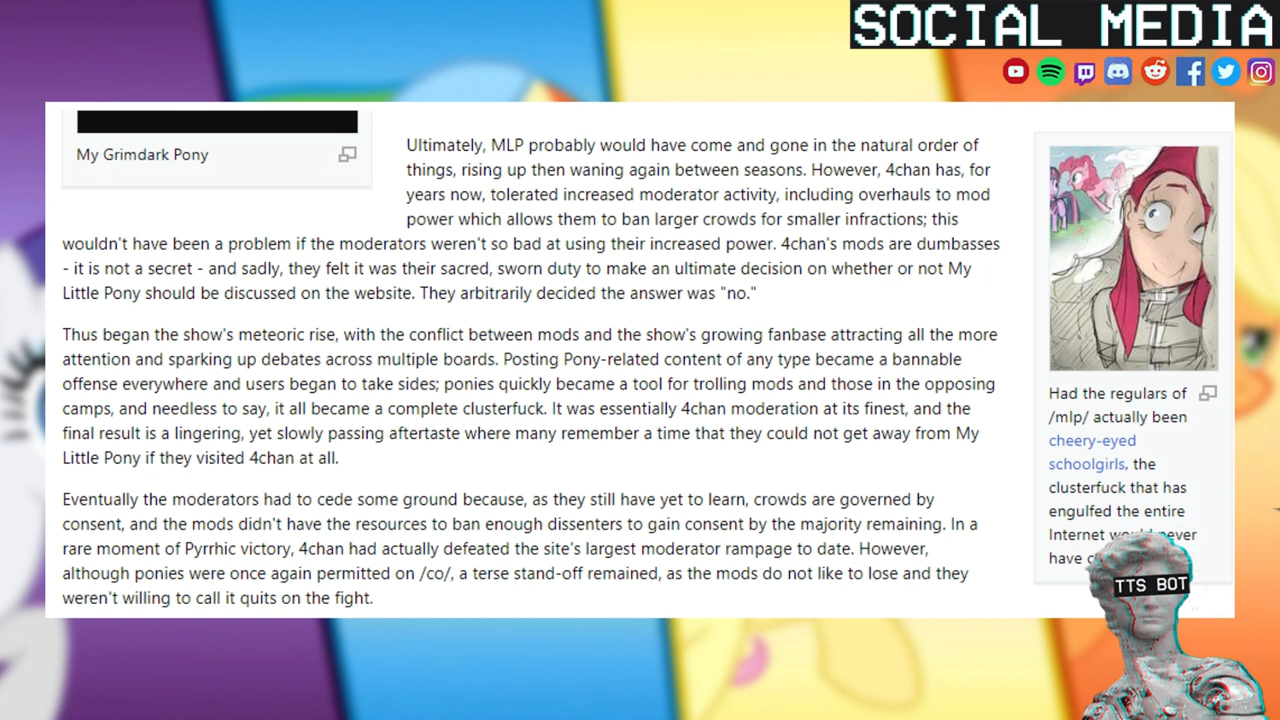 SOCIAL MEDIA
My Grimdark Pony
Ultimately, MLP probably would have come and gone in the natural order of
things, rising up then waning again between seasons. However, 4chan has, for
years now, tolerated increased moderator activity, including overhauls to mod
power which allows them to ban larger crowds for smaller infractions; this
wouldn't have been a problem if the moderators weren't so bad at using their increased power. 4chan's mods are dumbasses
- it is not a secret - and sadly, they felt it was their sacred, sworn duty to make an ultimate decision on whether or not My
Little Pony should be discussed on the website. They arbitrarily decided the answer was "no."
Thus began the show's meteoric rise, with the conflict between mods and the show's growing fanbase attracting all the more
attention and sparking up debates across multiple boards. Posting Pony-related content of any type became a bannable
offense everywhere and users began to take sides; ponies quickly became a tool for trolling mods and those in the opposing
camps, and needless to say, it all became a complete clusterfuck. It was essentially 4chan moderation at its finest, and the
final result is a lingering, yet slowly passing aftertaste where many remember a time that they could not get away from My
Little Pony if they visited 4chan at all.
Eventually the moderators had to cede some ground because, as they still have yet to learn, crowds are governed by
consent, and the mods didn't have the resources to ban enough dissenters to gain consent by the majority remaining. In a
rare moment of Pyrrhic victory, 4chan had actually defeated the site's largest moderator rampage to date. However,
although ponies were once again permitted on /co/, a terse stand-off remained, as the mods do not like to lose and they
weren't willing to call it quits on the fight.
Had the regulars of
/mlp/ actually been
cheery-eyed
schoolgirls, the
clusterfuck that has
engulfed the entire
Internet would never
have
TTS BOT